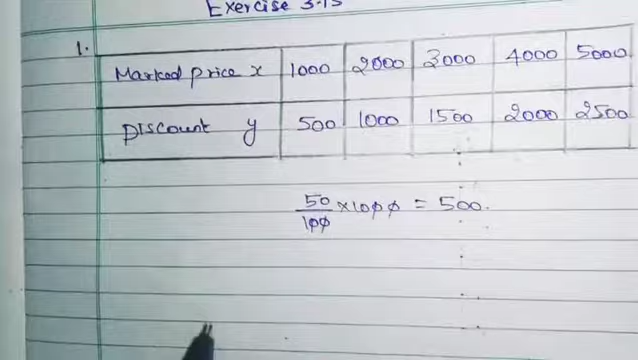 Exercise 3.15
1.
Marked price x 1000 2000 3000 4000 5000
Discount y 500 1000 1500 2000 2500
50/100 × 1000 = 500.